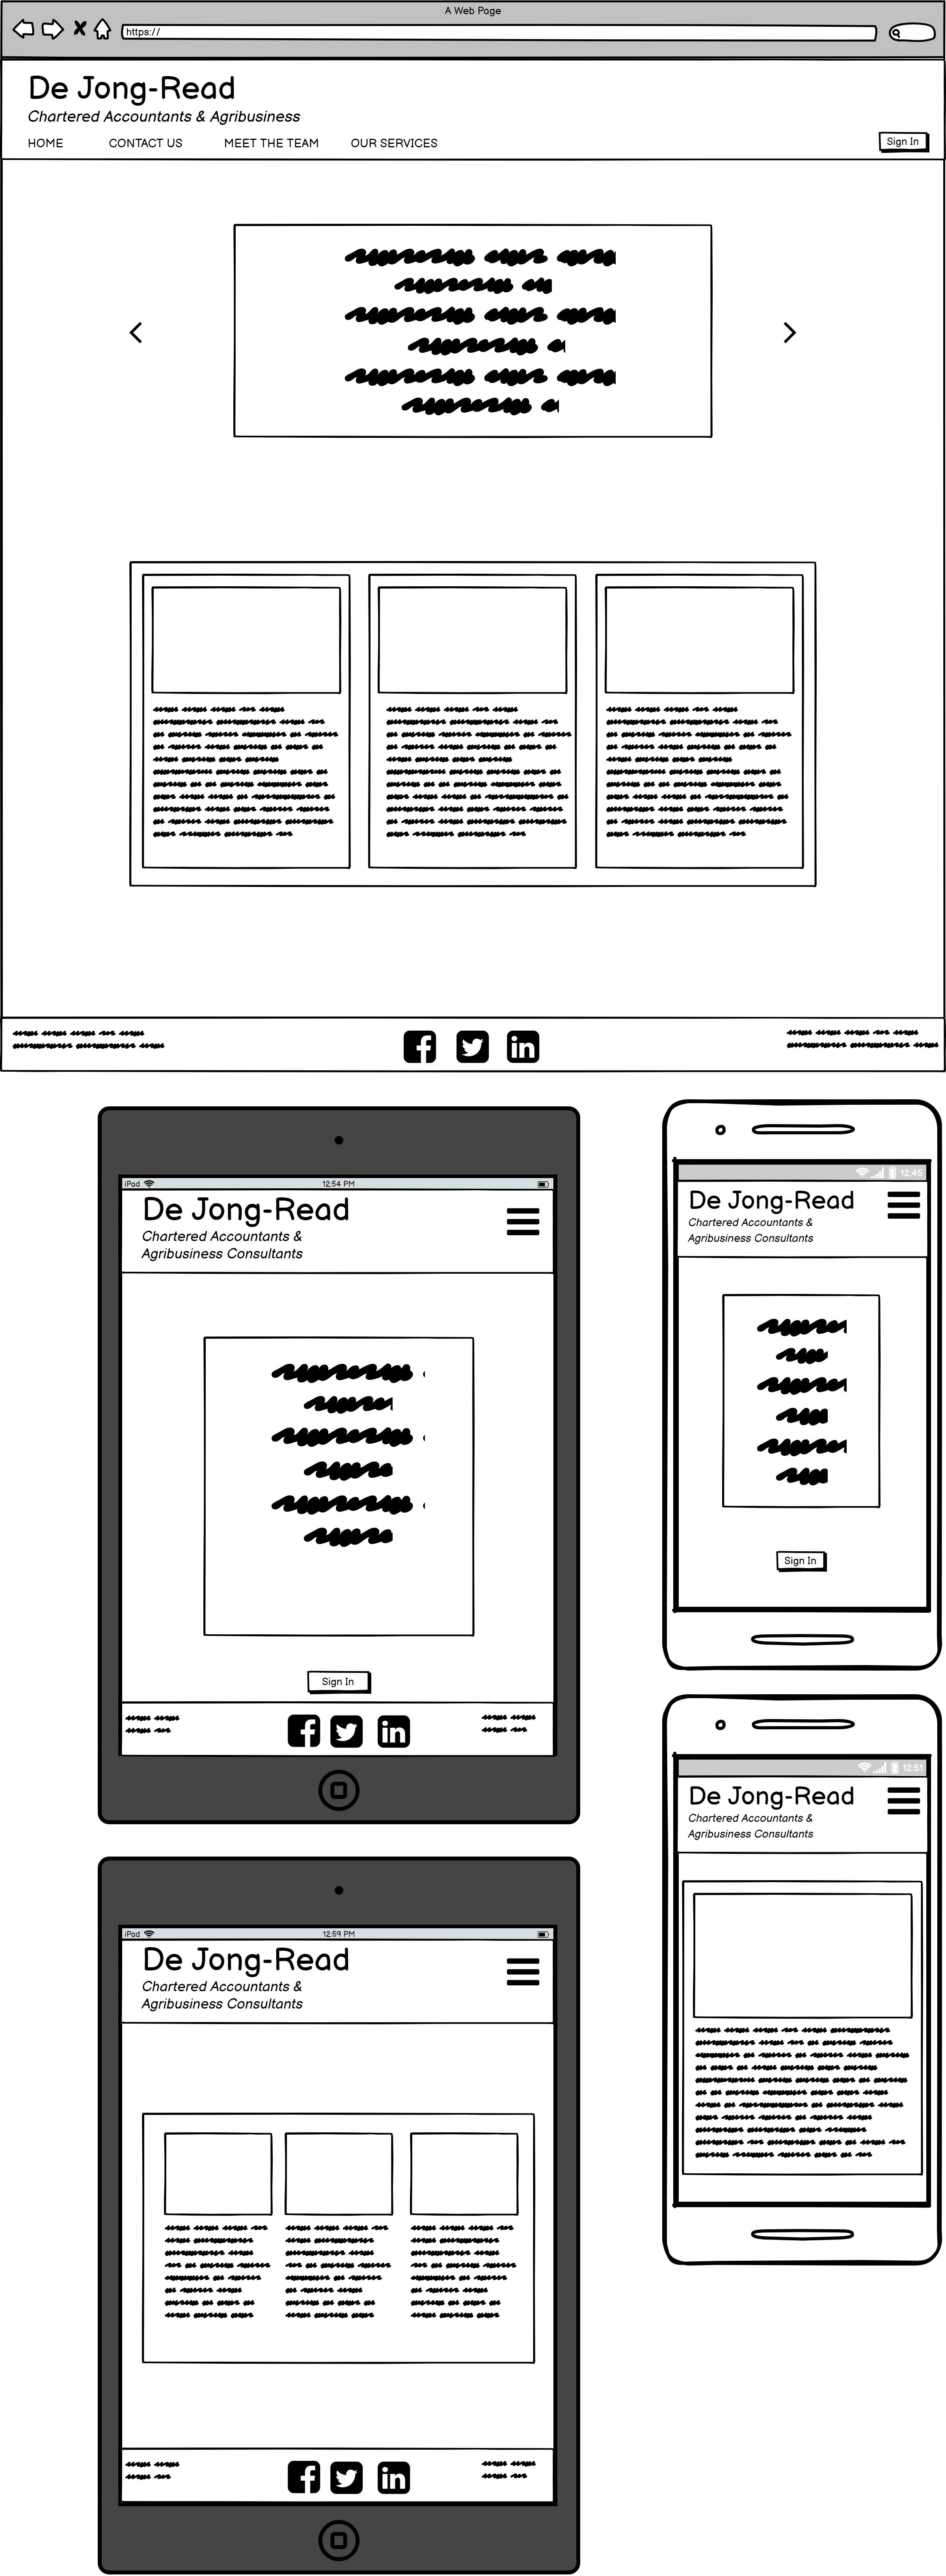 A Web Page
https://
De Jong-Read
Chartered Accountants & Agribusiness
HOME CONTACT US MEET THE TEAM OUR SERVICES Sign In
iPad 12:54 PM
De Jong-Read
Chartered Accountants &
Agribusiness Consultants
Sign In
12:45
De Jong-Read
Chartered Accountants &
Agribusiness Consultants
Sign In
12:51
De Jong-Read
Chartered Accountants &
Agribusiness Consultants
iPad 12:59 PM
De Jong-Read
Chartered Accountants &
Agribusiness Consultants